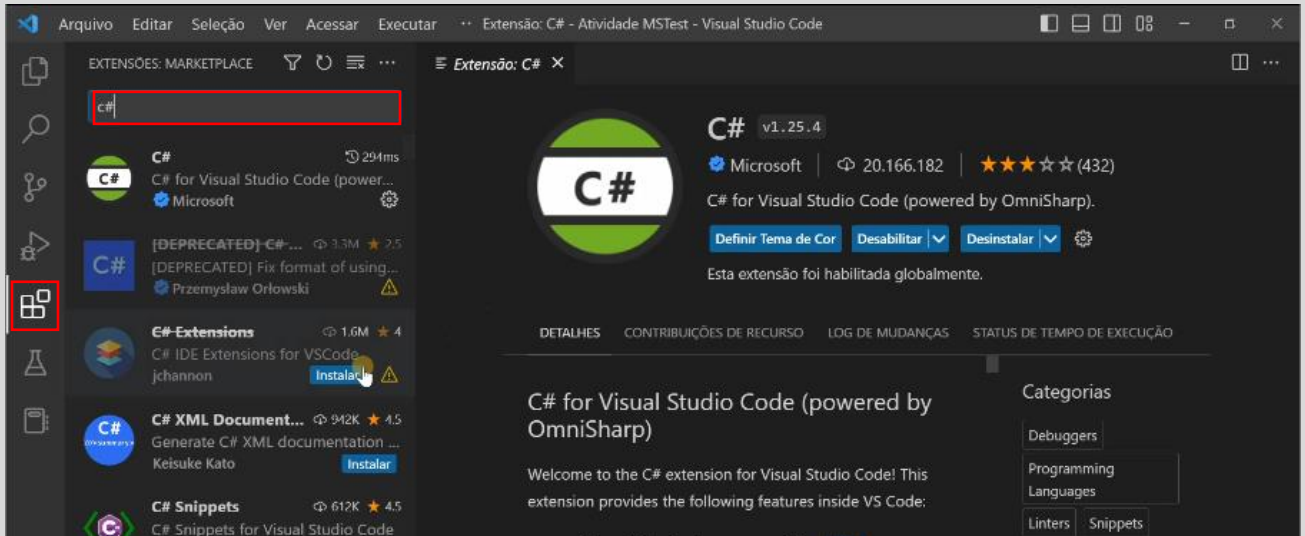 Arquivo Editar Seleção Ver Acessar Executar ··· Extensão: C# - Atividade MSTest - Visual Studio Code
EXTENSÕES: MARKETPLACE
c#
C# 294ms
C# for Visual Studio Code (power...
Microsoft
C#
[DEPRECATED] C# ... 3.3M ★ 2.5
[DEPRECATED] Fix format of using...
Przemysław Orłowski
C#
C# Extensions 1.6M ★ 4
C# IDE Extensions for VSCode
jchannon Instalar
C# XML Document... 942K ★ 4.5
Generate C# XML documentation ...
Keisuke Kato Instalar
C#
C# Snippets 612K ★ 4.5
C# Snippets for Visual Studio Code
C
Extensão: C#
C#
C# v1.25.4
Microsoft | 20.166.182 | ★★★☆☆(432)
C# for Visual Studio Code (powered by OmniSharp).
Definir Tema de Cor Desabilitar Desinstalar
Esta extensão foi habilitada globalmente.
DETALHES CONTRIBUIÇÕES DE RECURSO LOG DE MUDANÇAS STATUS DE TEMPO DE EXECUÇÃO
C# for Visual Studio Code (powered by
OmniSharp)
Welcome to the C# extension for Visual Studio Code! This
extension provides the following features inside VS Code:
Categorias
Debuggers
Programming
Languages
Linters Snippets